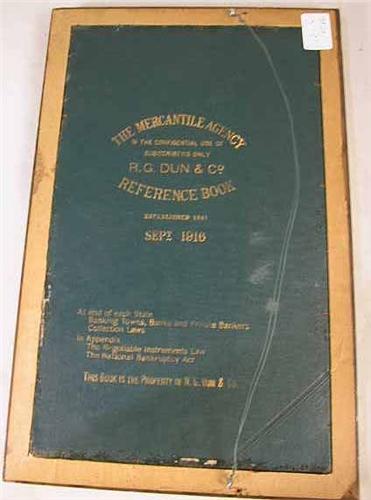 THE MERCANTILE AGENCY
IN THE CONFIDENTIAL USE OF
SUBSCRIBERS ONLY
R.G. DUN & Co
REFERENCE BOOK
ESTABLISHED 1841
SEPT. 1916
At end of each State
Banking Towns, Banks and Private Bankers
Collection Laws
In Appendix
The Negotiable Instruments Law
The National Bankruptcy Act
THIS BOOK IS THE PROPERTY OF R. G. DUN & Co.